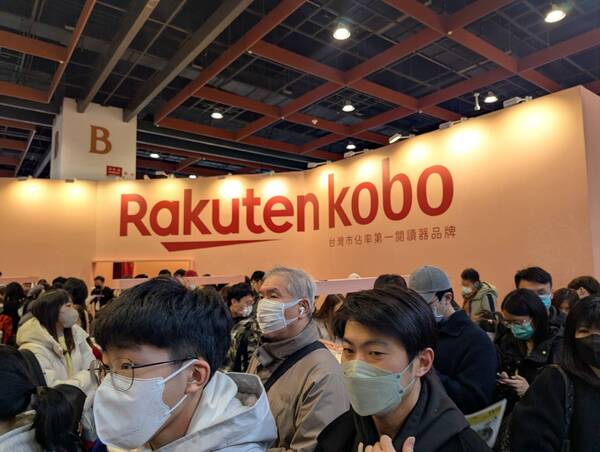 B
Rakuten kobo
台灣市佔率第一閱讀器品牌